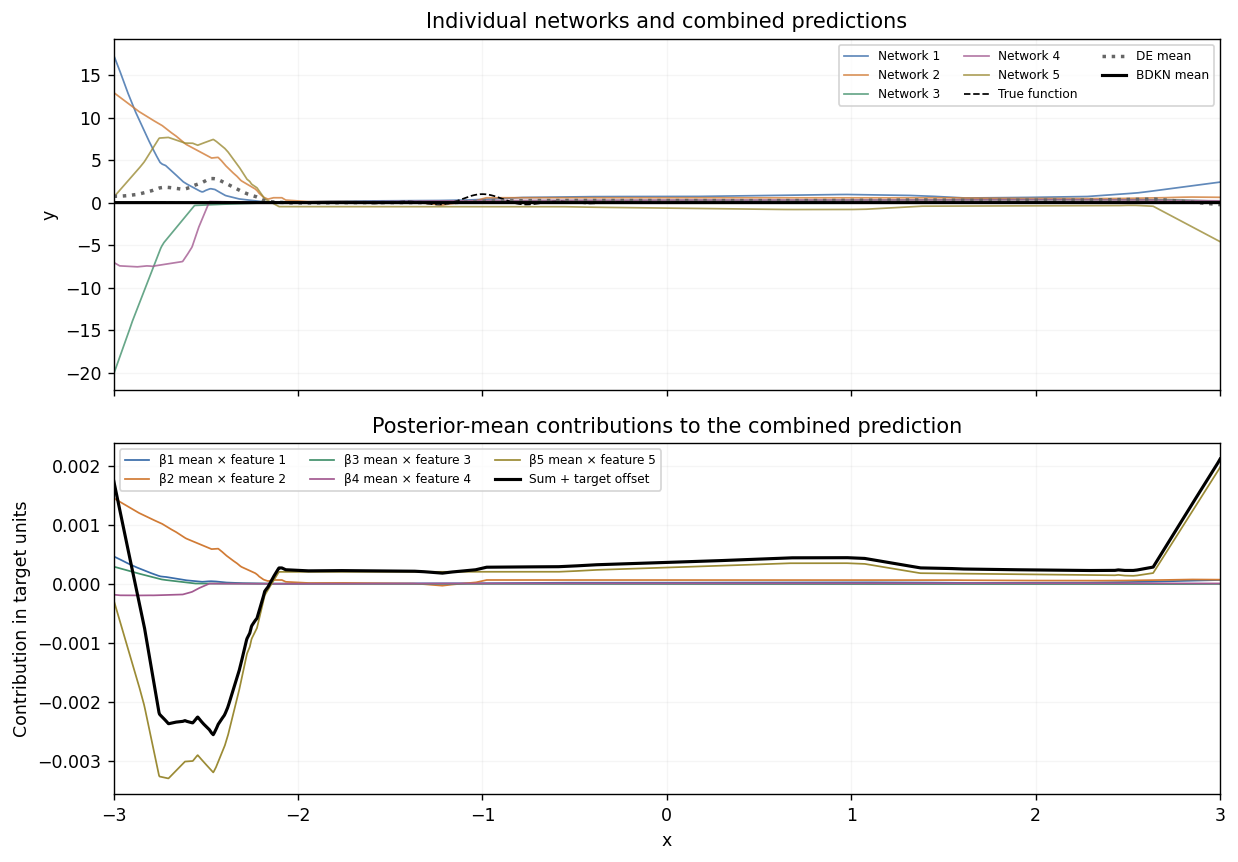 Individual networks and combined predictions
Network 1
Network 2
Network 3
Network 4
Network 5
True function
DE mean
BDKN mean
15
10
5
0
−5
−10
−15
−20
y
Posterior-mean contributions to the combined prediction
β1 mean × feature 1
β2 mean × feature 2
β3 mean × feature 3
β4 mean × feature 4
β5 mean × feature 5
Sum + target offset
0.002
0.001
0.000
−0.001
−0.002
−0.003
Contribution in target units
−3
−2
−1
0
1
2
3
x